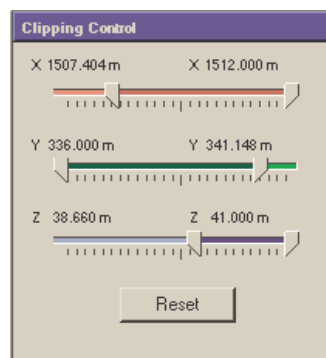 Clipping Control
X 1507.404 m X 1512.000 m
Y 336.000 m Y 341.148 m
Z 38.660 m Z 41.000 m
Reset